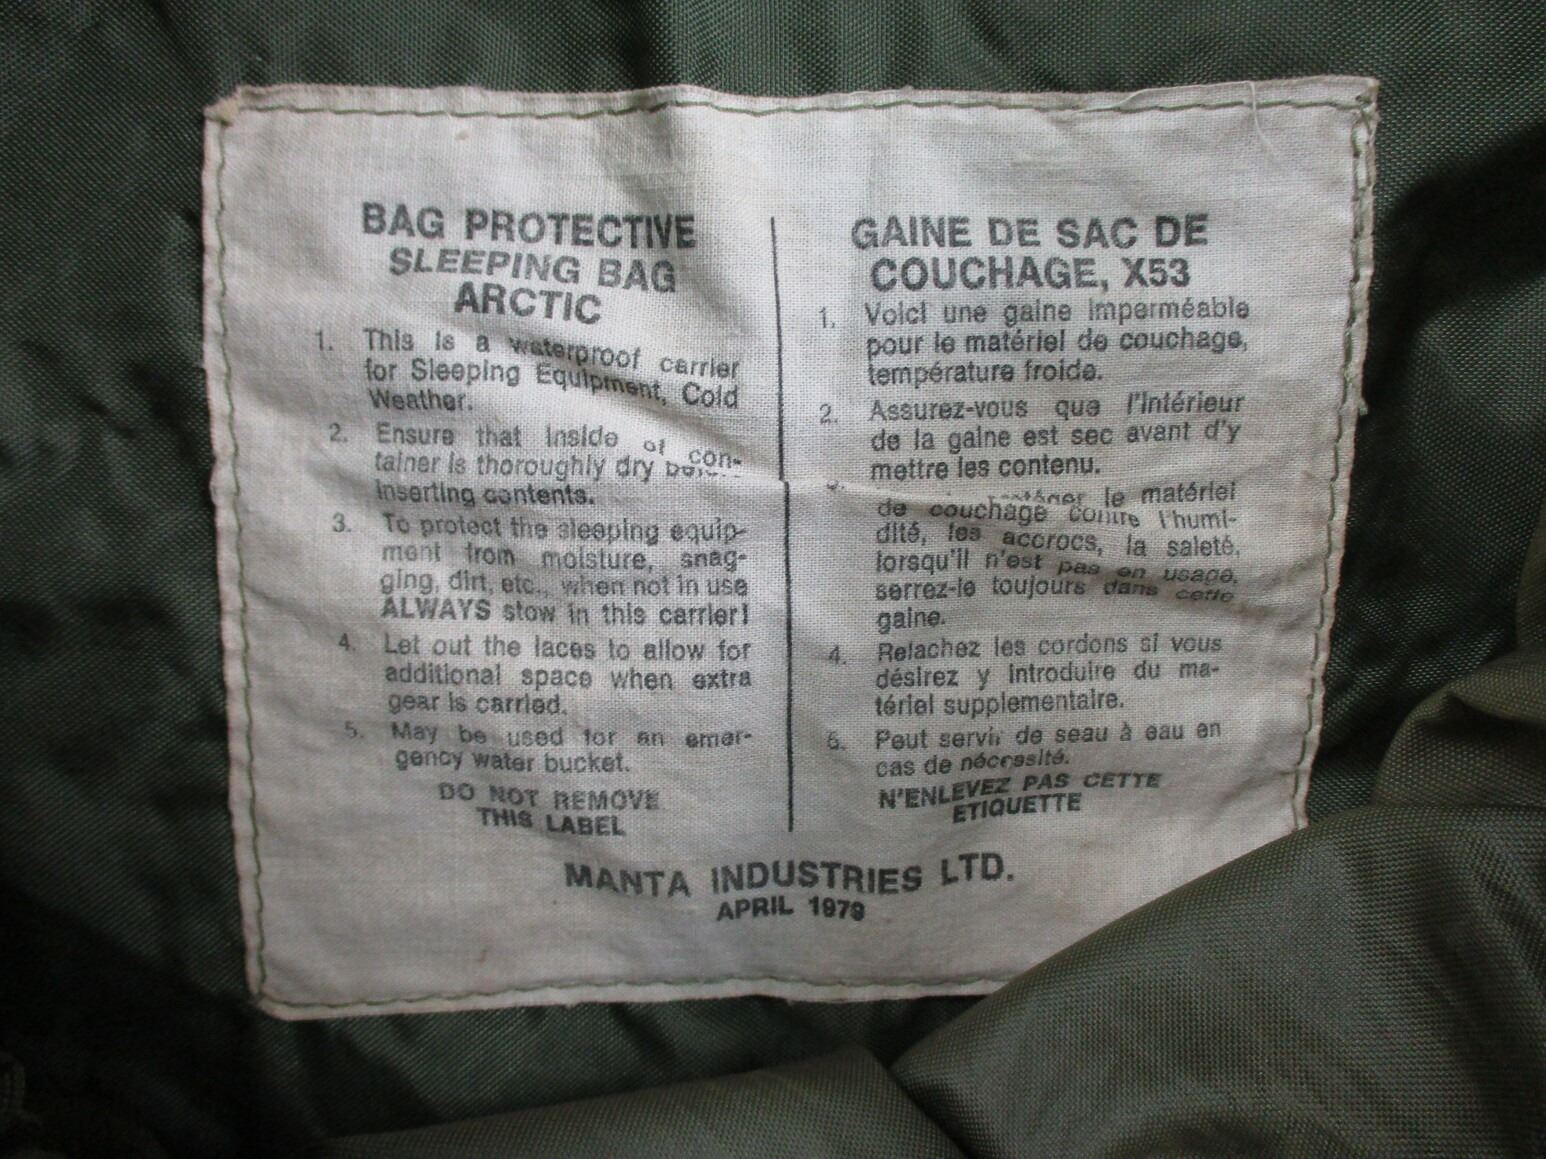 BAG PROTECTIVE
SLEEPING BAG
ARCTIC
1. This is a waterproof carrier
for Sleeping Equipment, Cold
Weather.
2. Ensure that inside of con-
tainer is thoroughly dry
inserting contents.
3. To protect the sleeping equip-
ment from moisture, snag-
ging, dirt, etc., when not in use
ALWAYS stow in this carrier!
4. Let out the laces to allow for
additional space when extra
gear is carried.
5. May be used for an emer-
gency water bucket.
DO NOT REMOVE
THIS LABEL
GAINE DE SAC DE
COUCHAGE, X53
1. Voici une gaine imperméable
pour le matériel de couchage,
température froide.
2. Assurez-vous que l'intérieur
de la gaine est sec avant d'y
mettre les contenu.
le matériel
de couchage contre l'humi-
dité, les accrocs, la saleté,
lorsqu'il n'est pas en usage,
serrez-le toujours dans cette
gaine.
4. Relachez les cordons si vous
désirez y introduire du ma-
tériel supplementaire.
5. Peut servir de seau à eau en
cas de nécessité.
N'ENLEVEZ PAS CETTE
ETIQUETTE
MANTA INDUSTRIES LTD.
APRIL 1979